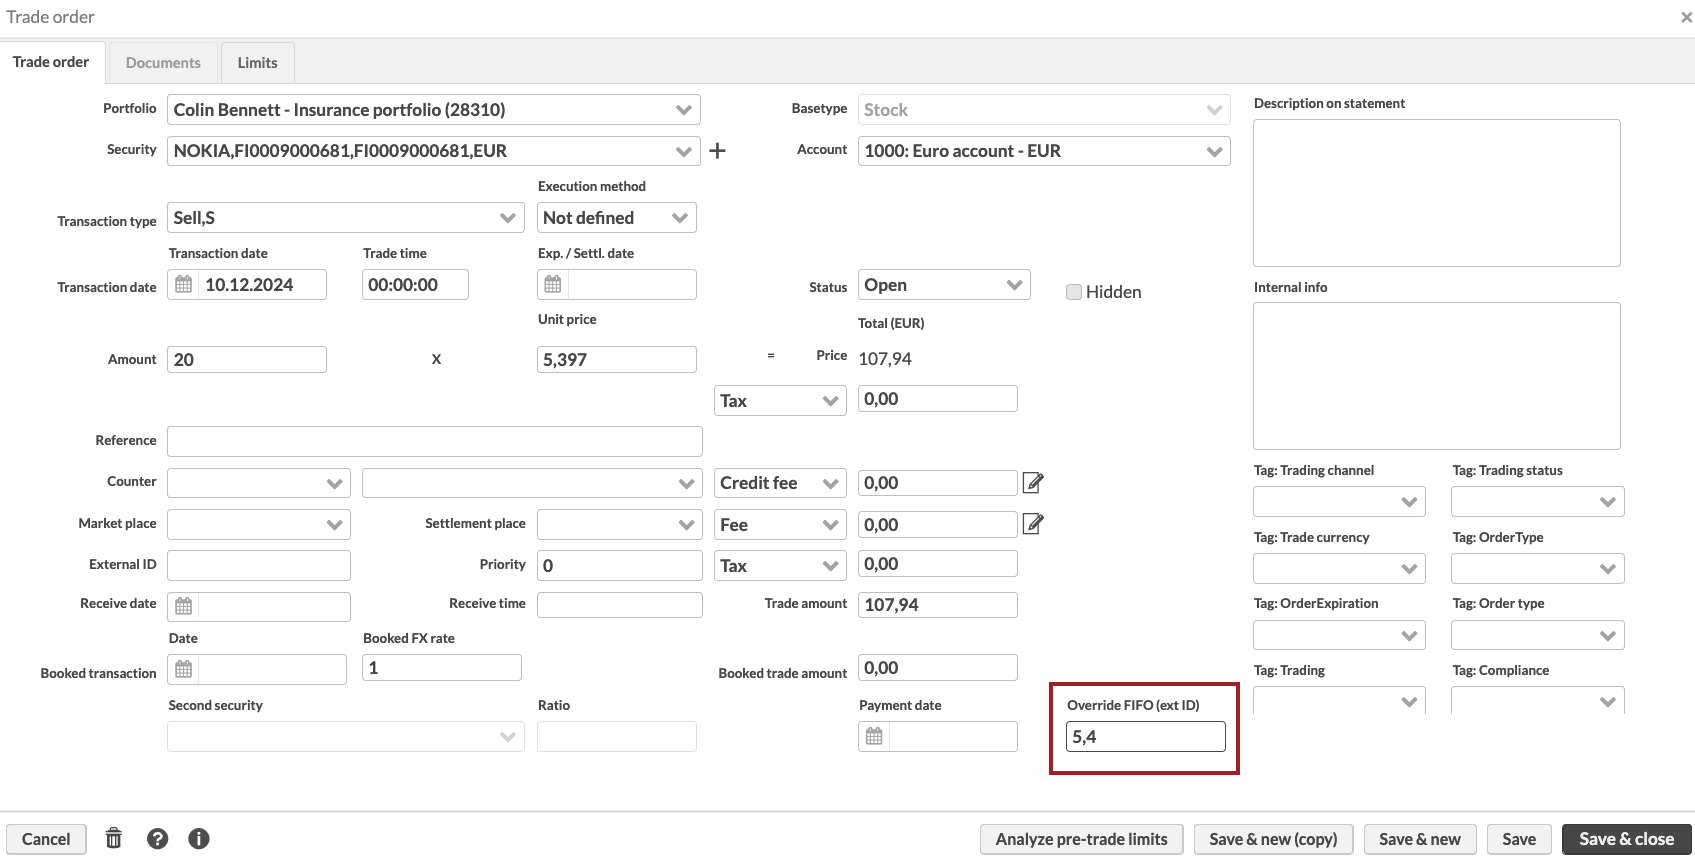 Trade order
Trade order Documents Limits
Portfolio Colin Bennett - Insurance portfolio (28310) Basetype Stock Description on statement
Security NOKIA,FI0009000681,FI0009000681,EUR Account 1000: Euro account - EUR
Execution method
Transaction type Sell,S Not defined
Transaction date Trade time Exp. / Settl. date
Transaction date 10.12.2024 00:00:00 Status Open Hidden Internal info
Unit price Total (EUR)
Amount 20 X 5,397 = Price 107,94
Tax 0,00
Reference
Counter Credit fee 0,00 Tag: Trading channel Tag: Trading status
Market place Settlement place Fee 0,00
Tag: Trade currency Tag: OrderType
External ID Priority 0 Tax 0,00
Receive date Receive time Trade amount 107,94 Tag: OrderExpiration Tag: Order type
Date Booked FX rate
Booked transaction 1 Booked trade amount 0,00 Tag: Trading Tag: Compliance
Second security Ratio Payment date Override FIFO (ext ID)
5,4
Cancel Analyze pre-trade limits Save & new (copy) Save & new Save Save & close